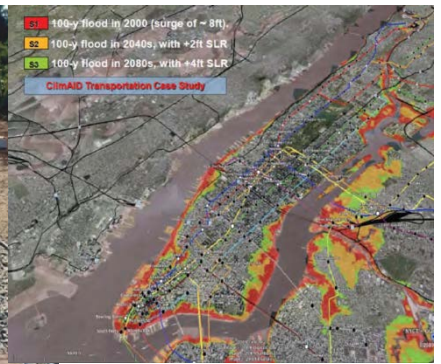 S1 100-y flood in 2000 (surge of ~ 8ft).
S2 100-y flood in 2040s, with +2ft SLR
S3 100-y flood in 2080s, with +4ft SLR
ClimAID Transportation Case Study